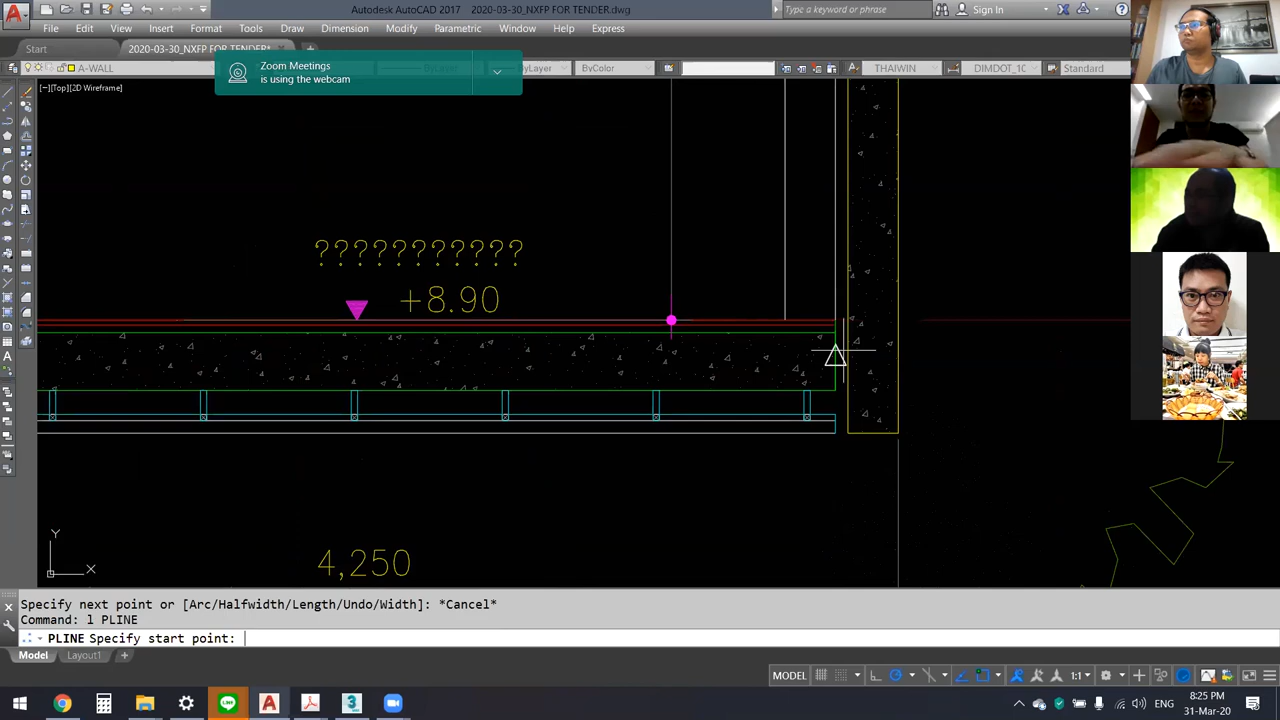 Autodesk AutoCAD 2017 2020-03-30_NXFP FOR TENDER.dwg
Type a keyword or phrase
Sign In
File Edit View Insert Format Tools Draw Dimension Modify Parametric Window Help Express
Start
2020-03-30_NXFP FOR TENDER*
A-WALL
ByLayer
ByLayer
ByColor
THAIWIN
DIMDOT_10
Standard
Zoom Meetings
is using the webcam
[−][Top][2D Wireframe]
???????????
+8.90
4,250
Y
X
Specify next point or [Arc/Halfwidth/Length/Undo/Width]: *Cancel*
Command: l PLINE
PLINE Specify start point:
Model
Layout1
MODEL
1:1
ENG
8:25 PM
31-Mar-20